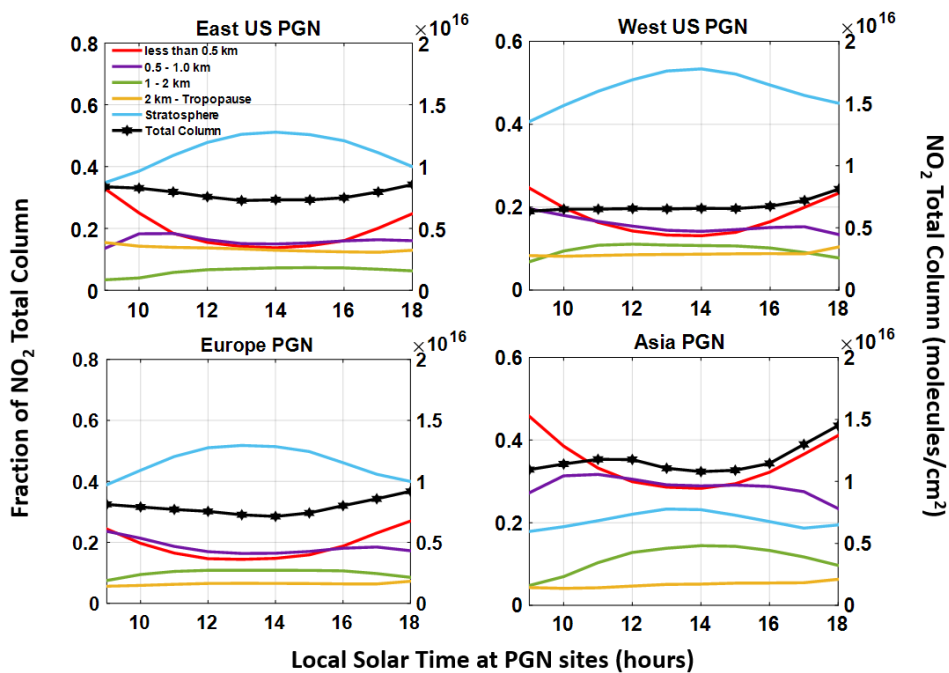 East US PGN
×10^16
0.8
0.6
0.4
0.2
0
2
1.5
1
0.5
0
10 12 14 16 18
less than 0.5 km
0.5 - 1.0 km
1 - 2 km
2 km - Tropopause
Stratosphere
Total Column
West US PGN
×10^16
0.6
0.4
0.2
0
2
1.5
1
0.5
0
10 12 14 16 18
Europe PGN
×10^16
0.8
0.6
0.4
0.2
0
2
1.5
1
0.5
0
10 12 14 16 18
Asia PGN
×10^16
0.6
0.4
0.2
0
2
1.5
1
0.5
0
10 12 14 16 18
Fraction of NO₂ Total Column
NO₂ Total Column (molecules/cm²)
Local Solar Time at PGN sites (hours)